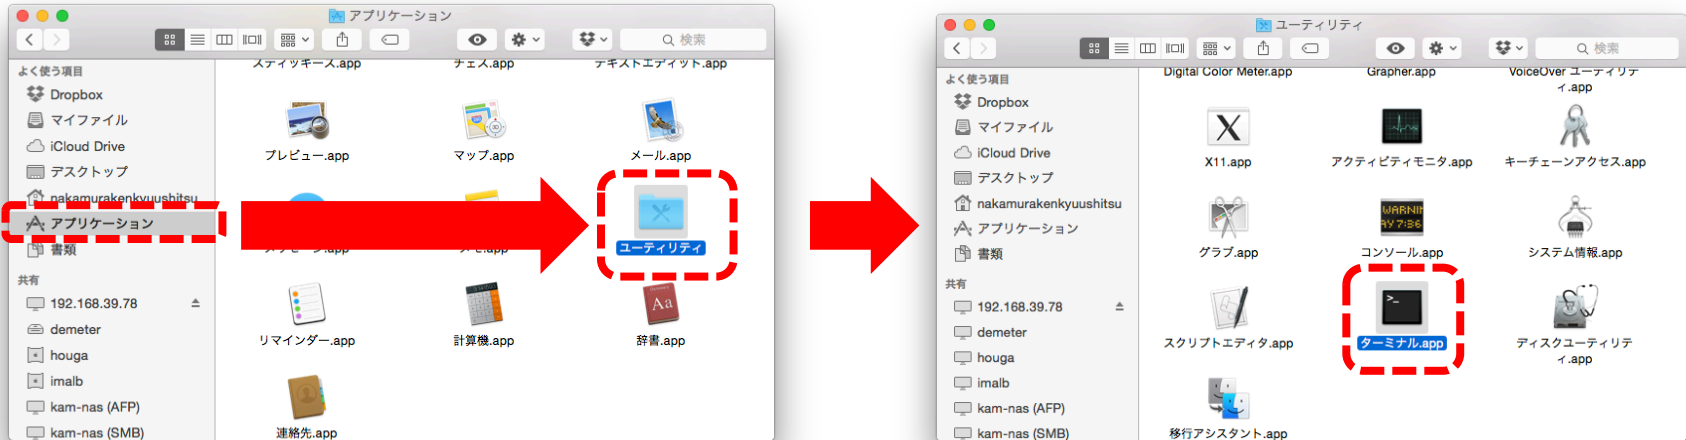 アプリケーション
検索
よく使う項目
Dropbox
マイファイル
iCloud Drive
デスクトップ
nakamurakenkyuushitsu
アプリケーション
書類
共有
192.168.39.78
demeter
houga
imalb
kam-nas (AFP)
kam-nas (SMB)
スティッキーズ.app
チェス.app
テキストエディット.app
プレビュー.app
マップ.app
メール.app
ユーティリティ
リマインダー.app
計算機.app
辞書.app
連絡先.app
ユーティリティ
検索
よく使う項目
Dropbox
マイファイル
iCloud Drive
デスクトップ
nakamurakenkyuushitsu
アプリケーション
書類
共有
192.168.39.78
demeter
houga
imalb
kam-nas (AFP)
kam-nas (SMB)
Digital Color Meter.app
Grapher.app
VoiceOver ユーティリテ
ィ.app
X11.app
アクティビティモニタ.app
キーチェーンアクセス.app
グラブ.app
コンソール.app
システム情報.app
スクリプトエディタ.app
ターミナル.app
ディスクユーティリテ
ィ.app
移行アシスタント.app